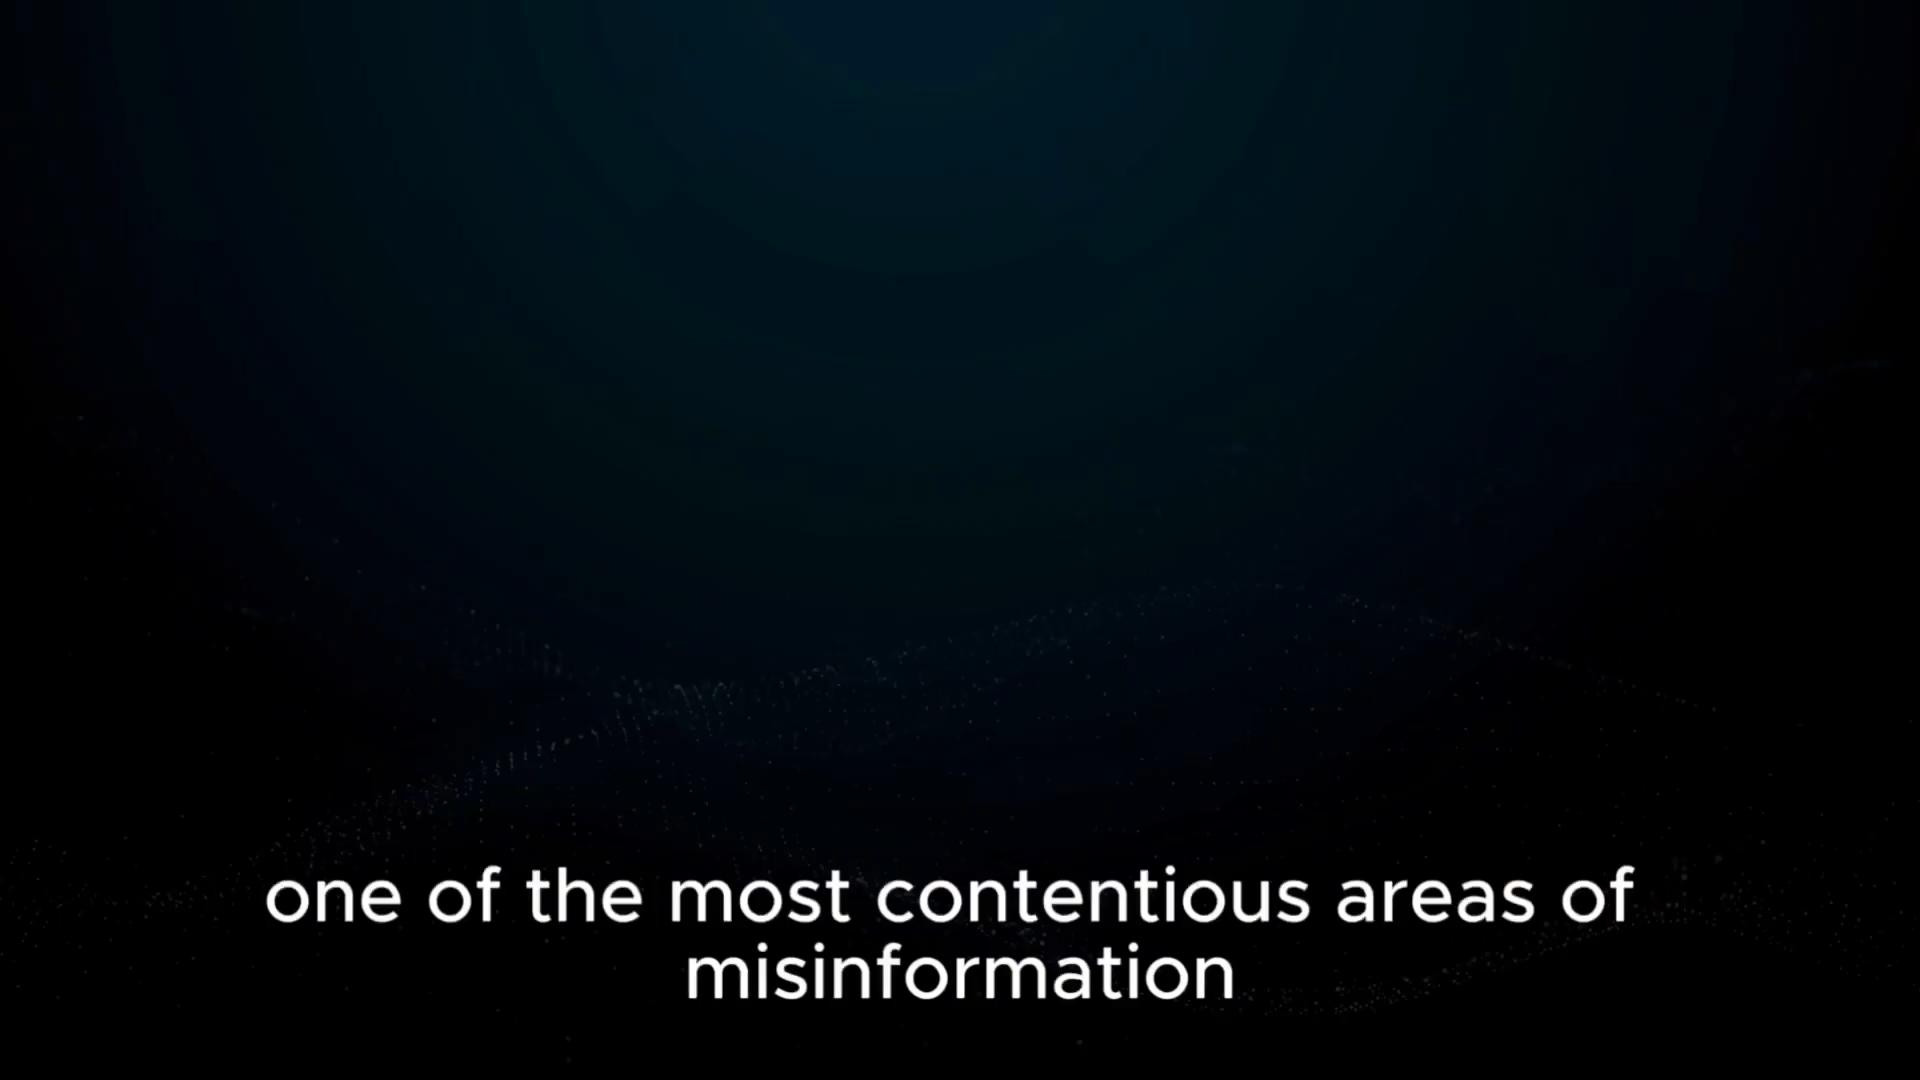 one of the most contentious areas of
misinformation